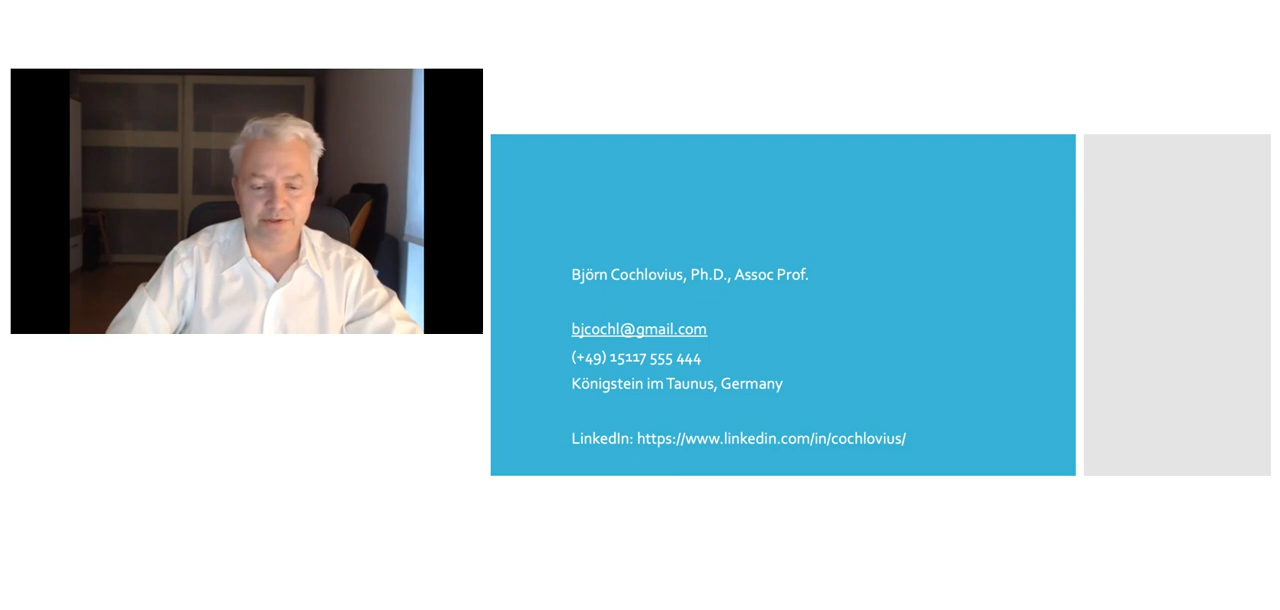 Björn Cochlovius, Ph.D., Assoc Prof.
bjcochl@gmail.com
(+49) 15117 555 444
Königstein im Taunus, Germany
LinkedIn: https://www.linkedin.com/in/cochlovius/